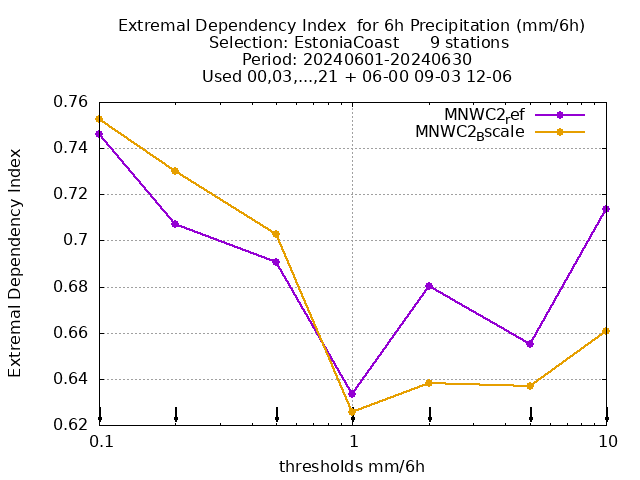 Extremal Dependency Index  for 6h Precipitation (mm/6h)
Selection: EstoniaCoast      9 stations
Period: 20240601-20240630
Used 00,03,...,21 + 06-00 09-03 12-06
MNWC2ref
MNWC2Bscale
Extremal Dependency Index
0.76
0.74
0.72
0.7
0.68
0.66
0.64
0.62
0.1
1
10
thresholds mm/6h